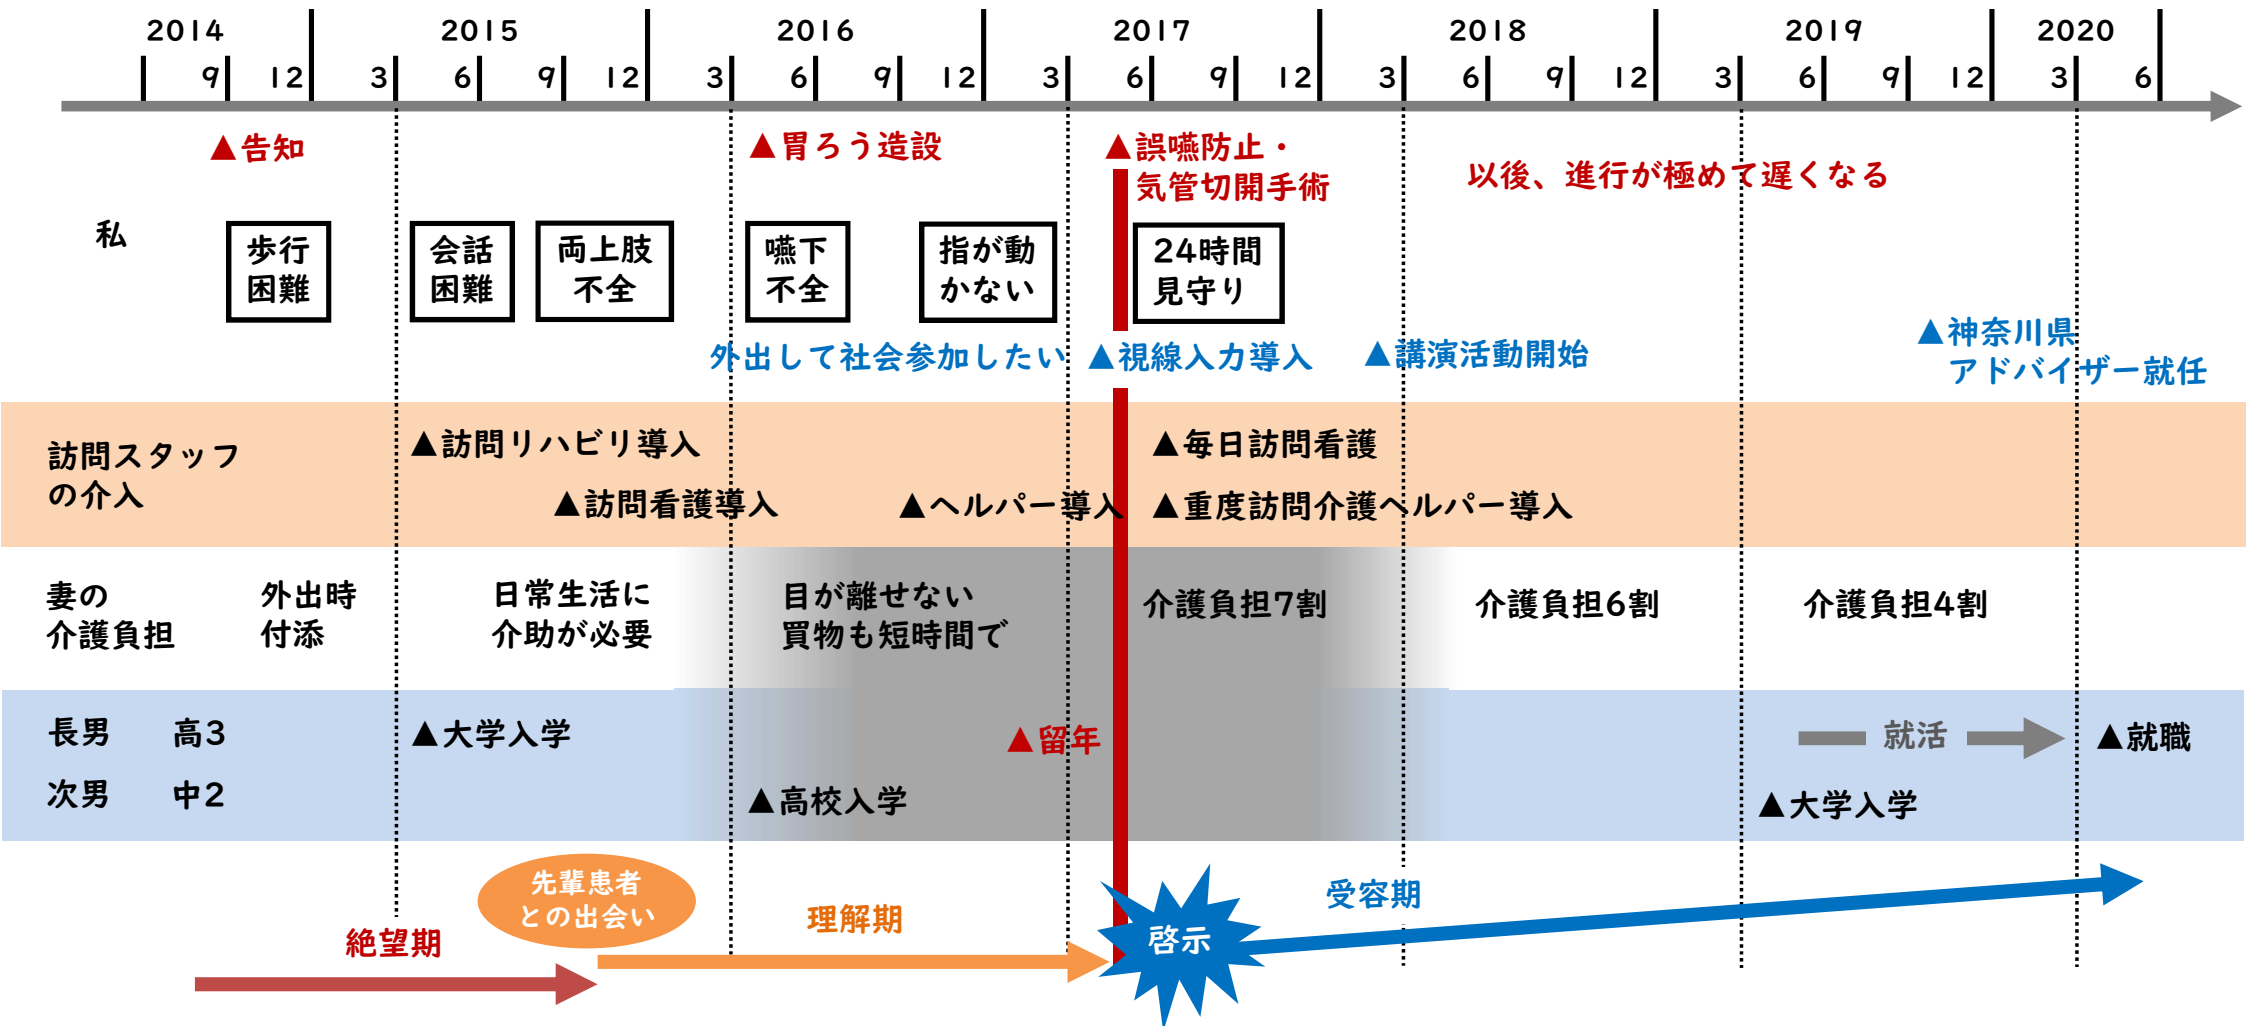 2014 2015 2016 2017 2018 2019 2020
9 12 3 6 9 12 3 6 9 12 3 6 9 12 3 6 9 12 3 6 9 12 3 6
▲告知
▲胃ろう造設
▲誤嚥防止・
気管切開手術
以後、進行が極めて遅くなる
私
歩行
困難
会話
困難
両上肢
不全
嚥下
不全
指が動
かない
24時間
見守り
外出して社会参加したい
▲視線入力導入
▲講演活動開始
▲神奈川県
アドバイザー就任
訪問スタッフ
の介入
▲訪問リハビリ導入
▲毎日訪問看護
▲訪問看護導入
▲ヘルパー導入
▲重度訪問介護ヘルパー導入
妻の
介護負担
外出時
付添
日常生活に
介助が必要
目が離せない
買物も短時間で
介護負担7割
介護負担6割
介護負担4割
長男 高3
▲大学入学
▲留年
就活
▲就職
次男 中2
▲高校入学
▲大学入学
先輩患者
との出会い
絶望期
理解期
啓示
受容期